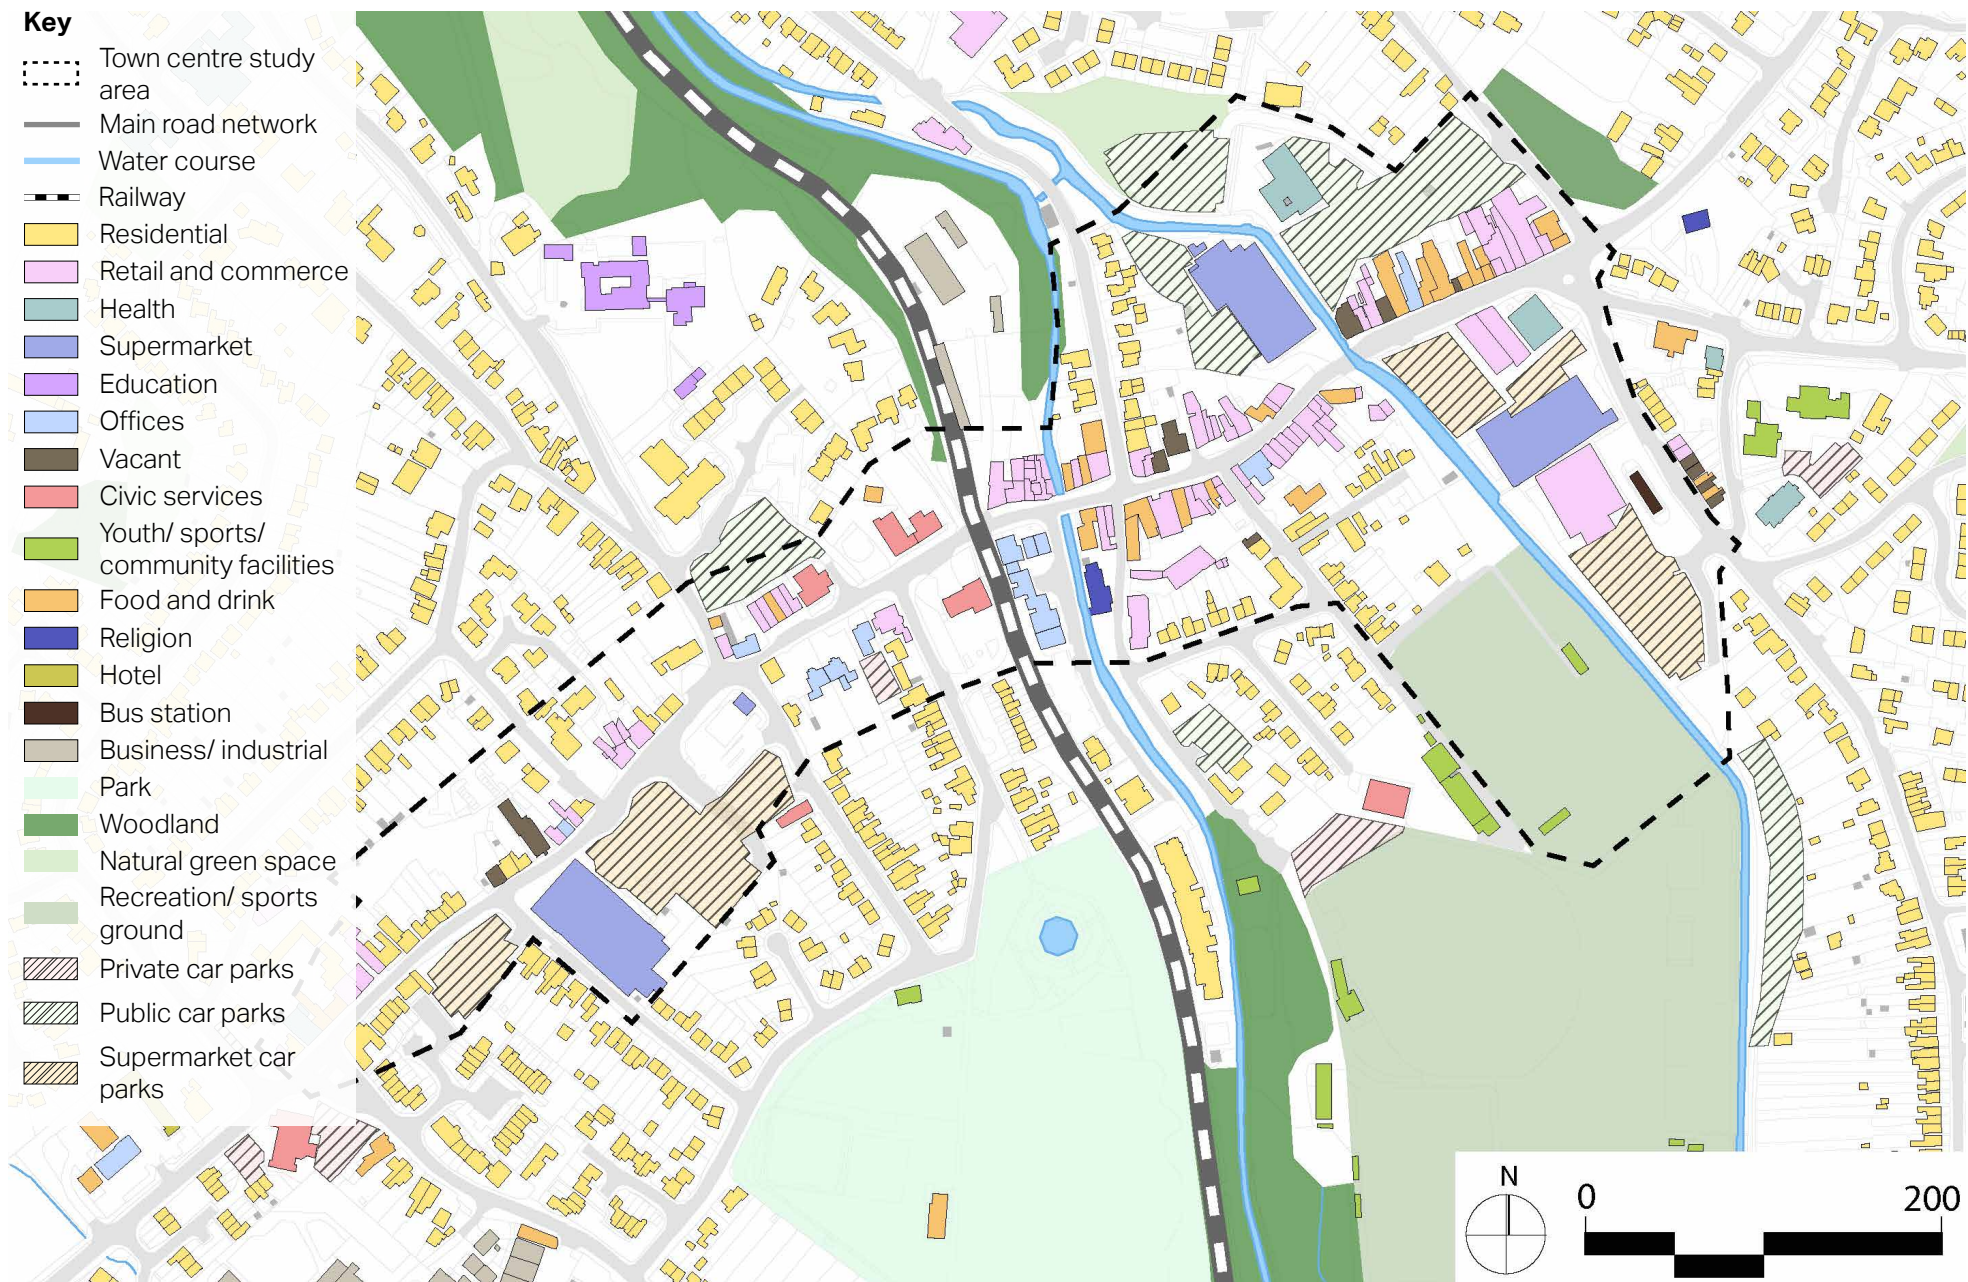 Key
Town centre study
area
Main road network
Water course
Railway
Residential
Retail and commerce
Health
Supermarket
Education
Offices
Vacant
Civic services
Youth/ sports/
community facilities
Food and drink
Religion
Hotel
Bus station
Business/ industrial
Park
Woodland
Natural green space
Recreation/ sports
ground
Private car parks
Public car parks
Supermarket car
parks
N
0 200